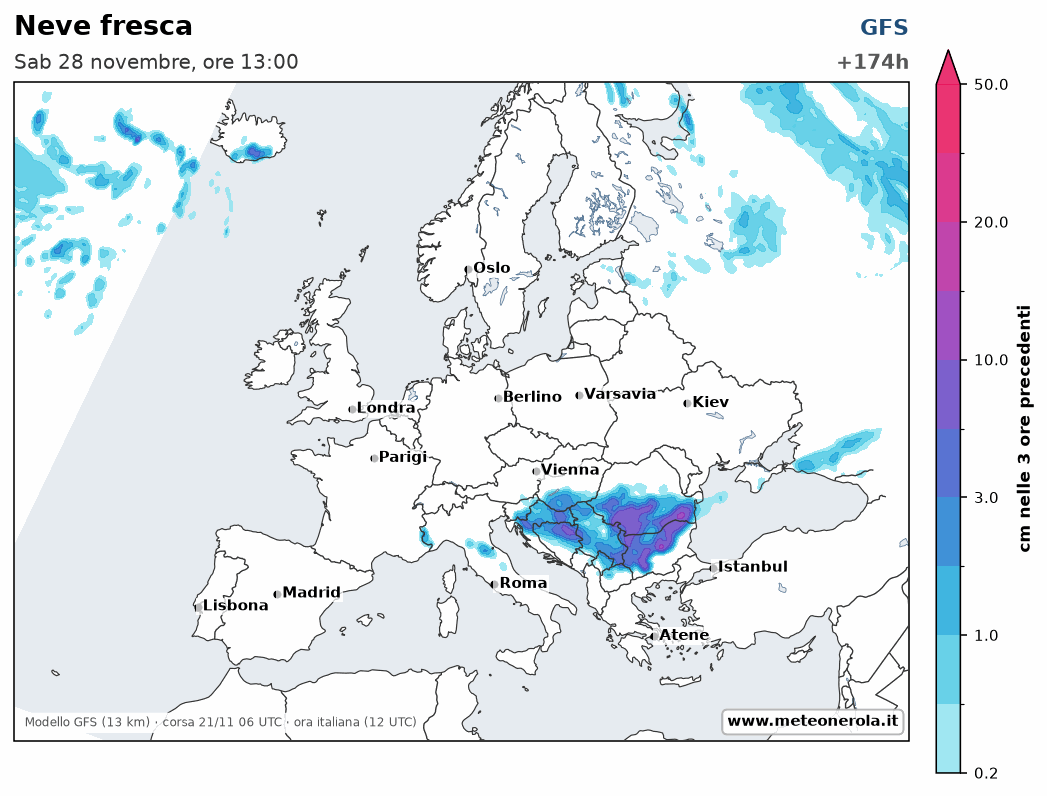 Neve fresca
GFS
Sab 28 novembre, ore 13:00
+174h
50.0
20.0
10.0
3.0
1.0
0.2
cm nelle 3 ore precedenti
Oslo
Berlino
Varsavia
Kiev
Londra
Parigi
Vienna
Istanbul
Roma
Madrid
Lisbona
Atene
Modello GFS (13 km) · corsa 21/11 06 UTC · ora italiana (12 UTC)
www.meteonerola.it